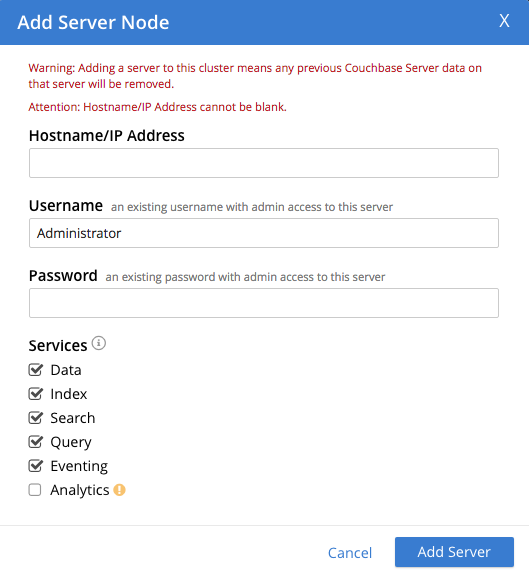 Add Server Node X
Warning: Adding a server to this cluster means any previous Couchbase Server data on
that server will be removed.
Attention: Hostname/IP Address cannot be blank.
Hostname/IP Address
Username an existing username with admin access to this server
Administrator
Password an existing password with admin access to this server
Services i
Data
Index
Search
Query
Eventing
Analytics !
Cancel Add Server